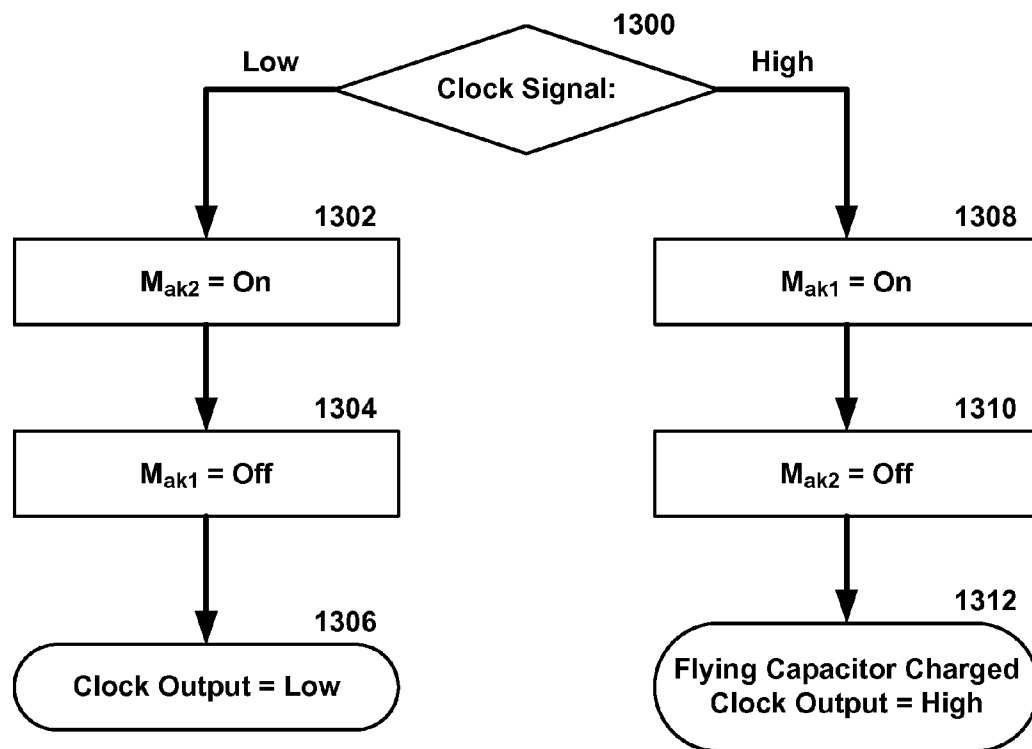 1300
Low
High
Clock Signal:
1302
1308
Mak2 = On
Mak1 = On
1304
1310
Mak1 = Off
Mak2 = Off
1306
1312
Clock Output = Low
Flying Capacitor Charged
Clock Output = High